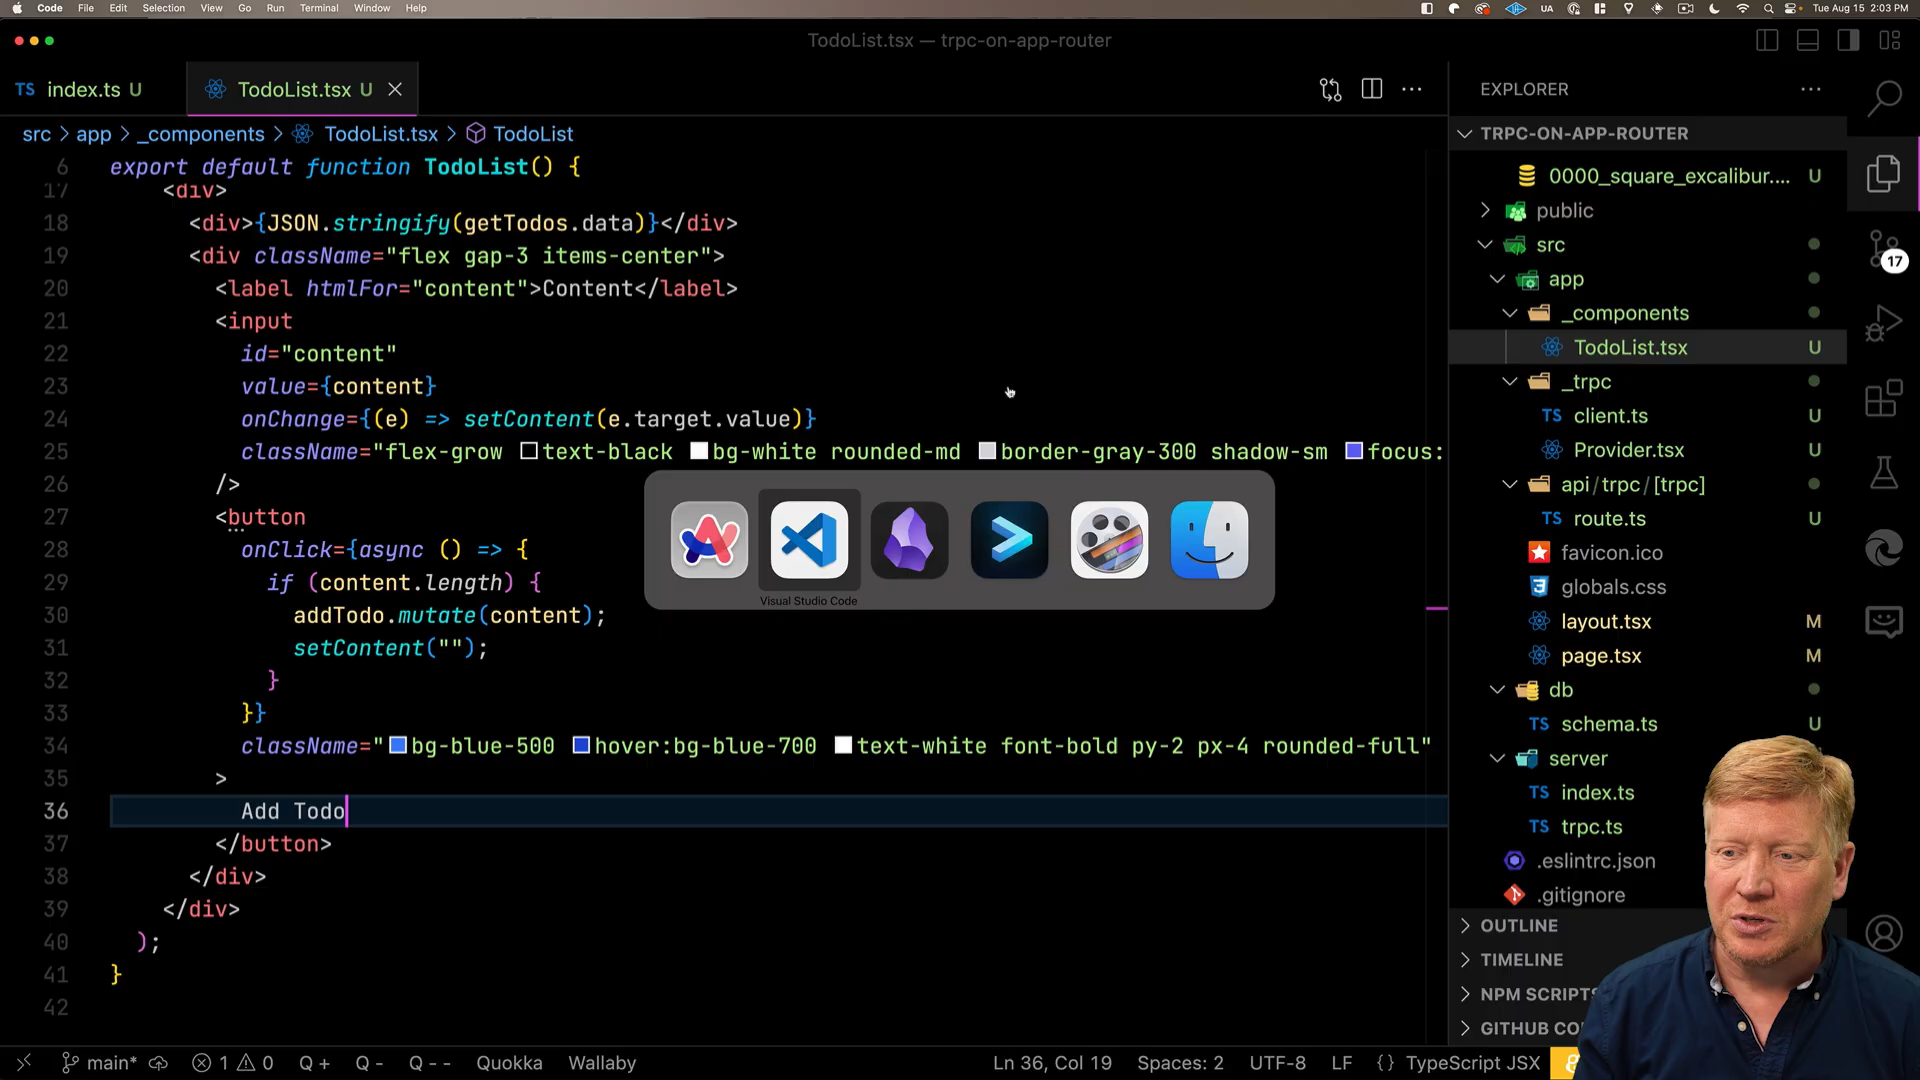 Code File Edit Selection View Go Run Terminal Window Help UA Tue Aug 15 2:03 PM
TodoList.tsx — trpc-on-app-router
TS index.ts U TodoList.tsx U
src > app > _components > TodoList.tsx > TodoList
6 export default function TodoList() {
17 <div>
18 <div>{JSON.stringify(getTodos.data)}</div>
19 <div className="flex gap-3 items-center">
20 <label htmlFor="content">Content</label>
21 <input
22 id="content"
23 value={content}
24 onChange={(e) => setContent(e.target.value)}
25 className="flex-grow text-black bg-white rounded-md border-gray-300 shadow-sm focus:
26 />
27 <button
28 onClick={async () => {
29 if (content.length) {
30 addTodo.mutate(content);
31 setContent("");
32 }
33 }}
34 className=" bg-blue-500 hover:bg-blue-700 text-white font-bold py-2 px-4 rounded-full"
35 >
36 Add Todo
37 </button>
38 </div>
39 </div>
40 );
41 }
42
Visual Studio Code
EXPLORER
TRPC-ON-APP-ROUTER
0000_square_excalibur.... U
public
src
app
_components
TodoList.tsx U
_trpc
TS client.ts U
Provider.tsx U
api/trpc/[trpc]
TS route.ts U
favicon.ico
globals.css
layout.tsx M
page.tsx M
db
TS schema.ts U
server
TS index.ts
TS trpc.ts
.eslintrc.json
.gitignore
OUTLINE
TIMELINE
NPM SCRIPTS
GITHUB CO
17
main* 1 0 Q + Q - Q - - Quokka Wallaby Ln 36, Col 19 Spaces: 2 UTF-8 LF {} TypeScript JSX